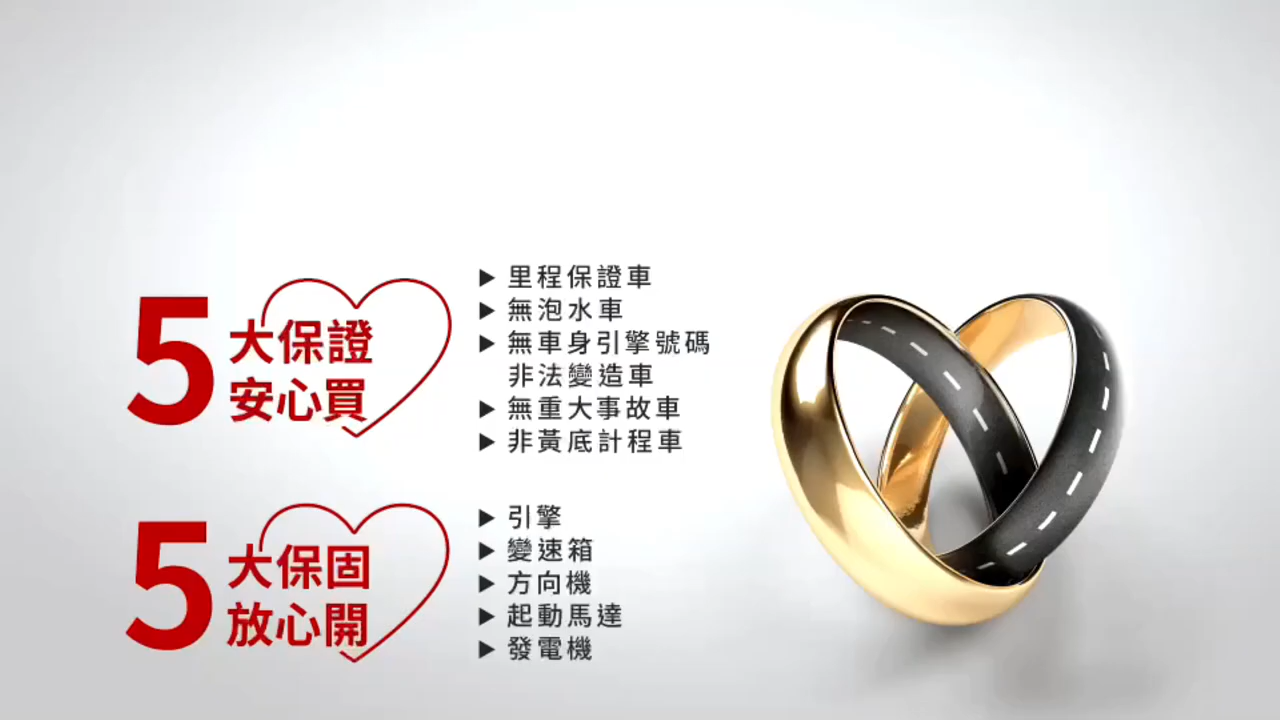 5大保證
安心買
▶ 里程保證車
▶ 無泡水車
▶ 無車身引擎號碼
非法變造車
▶ 無重大事故車
▶ 非黃底計程車
5大保固
放心開
▶ 引擎
▶ 變速箱
▶ 方向機
▶ 起動馬達
▶ 發電機